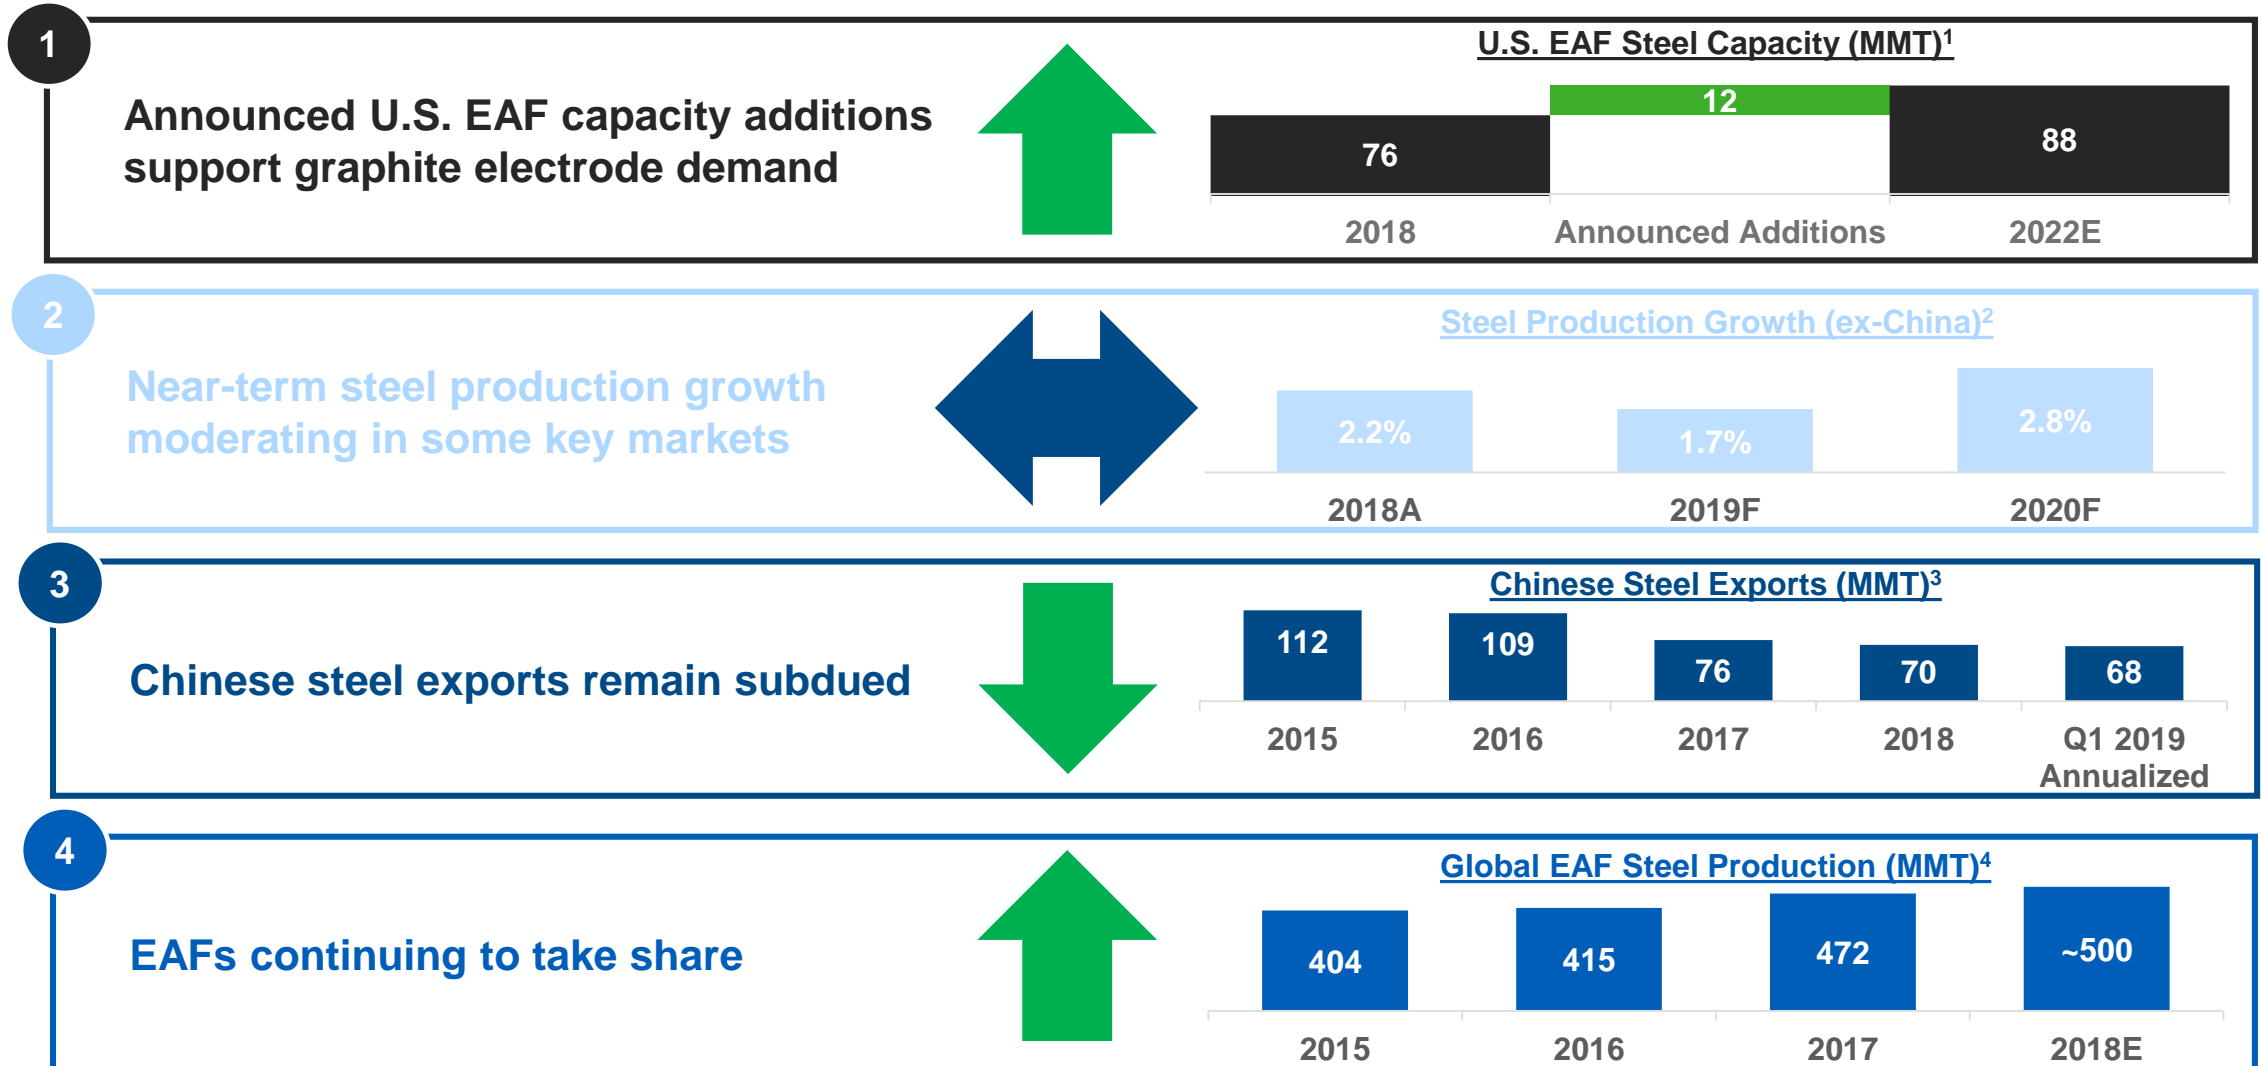 1
Announced U.S. EAF capacity additions
support graphite electrode demand
U.S. EAF Steel Capacity (MMT)¹
76
12
88
2018
Announced Additions
2022E
2
Near-term steel production growth
moderating in some key markets
Steel Production Growth (ex-China)²
2.2%
1.7%
2.8%
2018A
2019F
2020F
3
Chinese steel exports remain subdued
Chinese Steel Exports (MMT)³
112
109
76
70
68
2015
2016
2017
2018
Q1 2019
Annualized
4
EAFs continuing to take share
Global EAF Steel Production (MMT)⁴
404
415
472
~500
2015
2016
2017
2018E